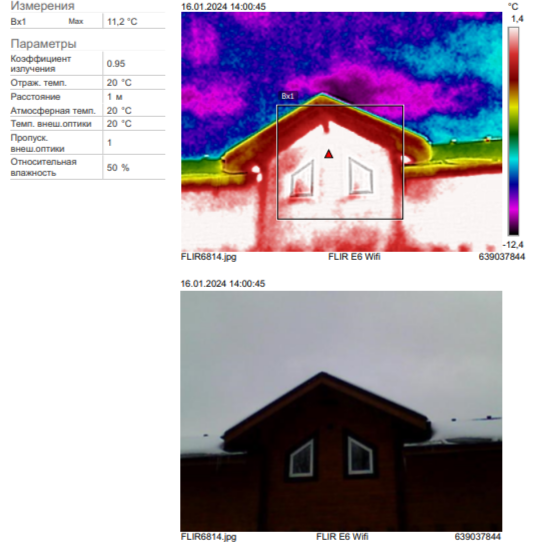 Измерения
Bx1 Max 11,2 °C
Параметры
Коэффициент
излучения 0.95
Отраж. темп. 20 °C
Расстояние 1 м
Атмосферная темп. 20 °C
Темп. внеш.оптики 20 °C
Пропуск.
внеш.оптики 1
Относительная
влажность 50 %
16.01.2024 14:00:45
°C
1,4
Bx1
-12,4
FLIR6814.jpg FLIR E6 Wifi 639037844
16.01.2024 14:00:45
FLIR6814.jpg FLIR E6 Wifi 639037844